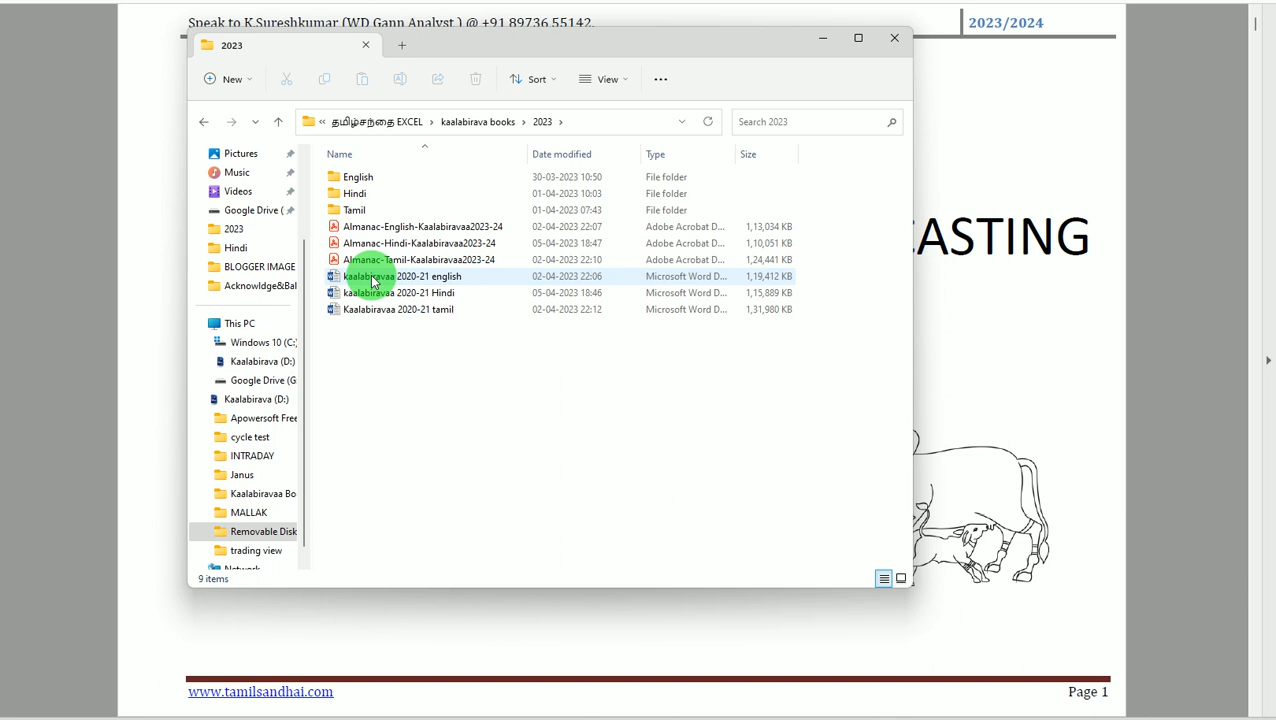 Speak to K.Sureshkumar (WD Gann Analyst ) @ +91 89736 55142.
2023/2024
2023
New
Sort
View
தமிழ்சந்தை EXCEL
kaalabirava books
2023
Search 2023
Pictures
Music
Videos
Google Drive (
2023
Hindi
BLOGGER IMAGE
Acknowldge&Bal
This PC
Windows 10 (C:)
Kaalabirava (D:)
Google Drive (G
Kaalabirava (D:)
Apowersoft Free
cycle test
INTRADAY
Janus
Kaalabiravaa Bo
MALLAK
Removable Disk
trading view
Network
Name Date modified Type Size
English 30-03-2023 10:50 File folder
Hindi 01-04-2023 10:03 File folder
Tamil 01-04-2023 07:43 File folder
Almanac-English-Kaalabiravaa2023-24 02-04-2023 22:07 Adobe Acrobat D... 1,13,034 KB
Almanac-Hindi-Kaalabiravaa2023-24 05-04-2023 18:47 Adobe Acrobat D... 1,10,051 KB
Almanac-Tamil-Kaalabiravaa2023-24 02-04-2023 22:10 Adobe Acrobat D... 1,24,441 KB
kaalabiravaa 2020-21 english 02-04-2023 22:06 Microsoft Word D... 1,19,412 KB
kaalabiravaa 2020-21 Hindi 05-04-2023 18:46 Microsoft Word D... 1,15,889 KB
Kaalabiravaa 2020-21 tamil 02-04-2023 22:12 Microsoft Word D... 1,31,980 KB
9 items
CASTING
www.tamilsandhai.com
Page 1